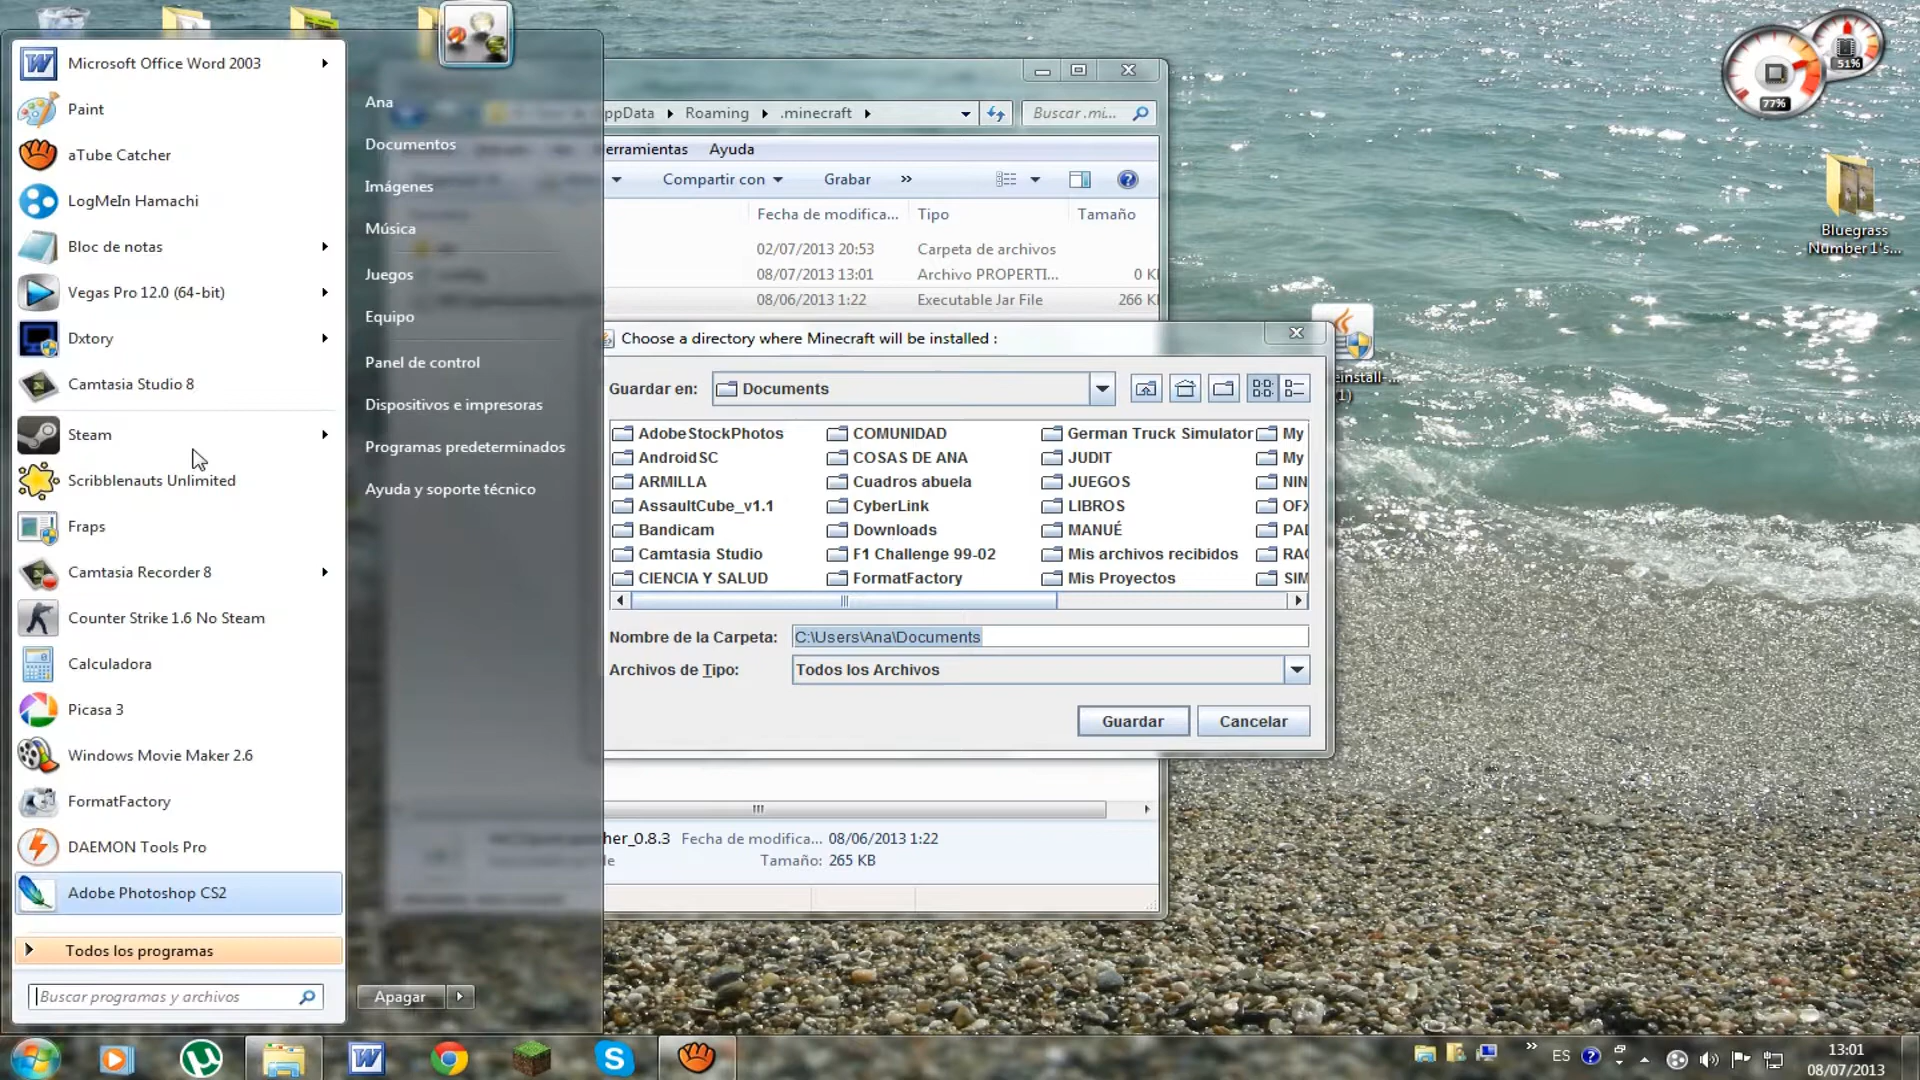 Microsoft Office Word 2003
Paint
aTube Catcher
LogMeIn Hamachi
Bloc de notas
Vegas Pro 12.0 (64-bit)
Dxtory
Camtasia Studio 8
Steam
Scribblenauts Unlimited
Fraps
Camtasia Recorder 8
Counter Strike 1.6 No Steam
Calculadora
Picasa 3
Windows Movie Maker 2.6
FormatFactory
DAEMON Tools Pro
Adobe Photoshop CS2
Todos los programas
Buscar programas y archivos
Ana
Documentos
Imágenes
Música
Juegos
Equipo
Panel de control
Dispositivos e impresoras
Programas predeterminados
Ayuda y soporte técnico
Apagar
ppData Roaming .minecraft
Buscar .mi...
erramientas Ayuda
Compartir con Grabar »
Fecha de modifica... Tipo Tamaño
02/07/2013 20:53 Carpeta de archivos
08/07/2013 13:01 Archivo PROPERTI... 0 K
08/06/2013 1:22 Executable Jar File 266 K
Choose a directory where Minecraft will be installed :
Guardar en: Documents
AdobeStockPhotos COMUNIDAD German Truck Simulator My
AndroidSC COSAS DE ANA JUDIT My
ARMILLA Cuadros abuela JUEGOS NIN
AssaultCube_v1.1 CyberLink LIBROS OFX
Bandicam Downloads MANUÉ PAD
Camtasia Studio F1 Challenge 99-02 Mis archivos recibidos RAC
CIENCIA Y SALUD FormatFactory Mis Proyectos SIM
Nombre de la Carpeta: C:\Users\Ana\Documents
Archivos de Tipo: Todos los Archivos
Guardar Cancelar
her_0.8.3 Fecha de modifica... 08/06/2013 1:22
Tamaño: 265 KB
51%
77%
Bluegrass
Number 1's...
einstall-...
(1)
ES
13:01
08/07/2013